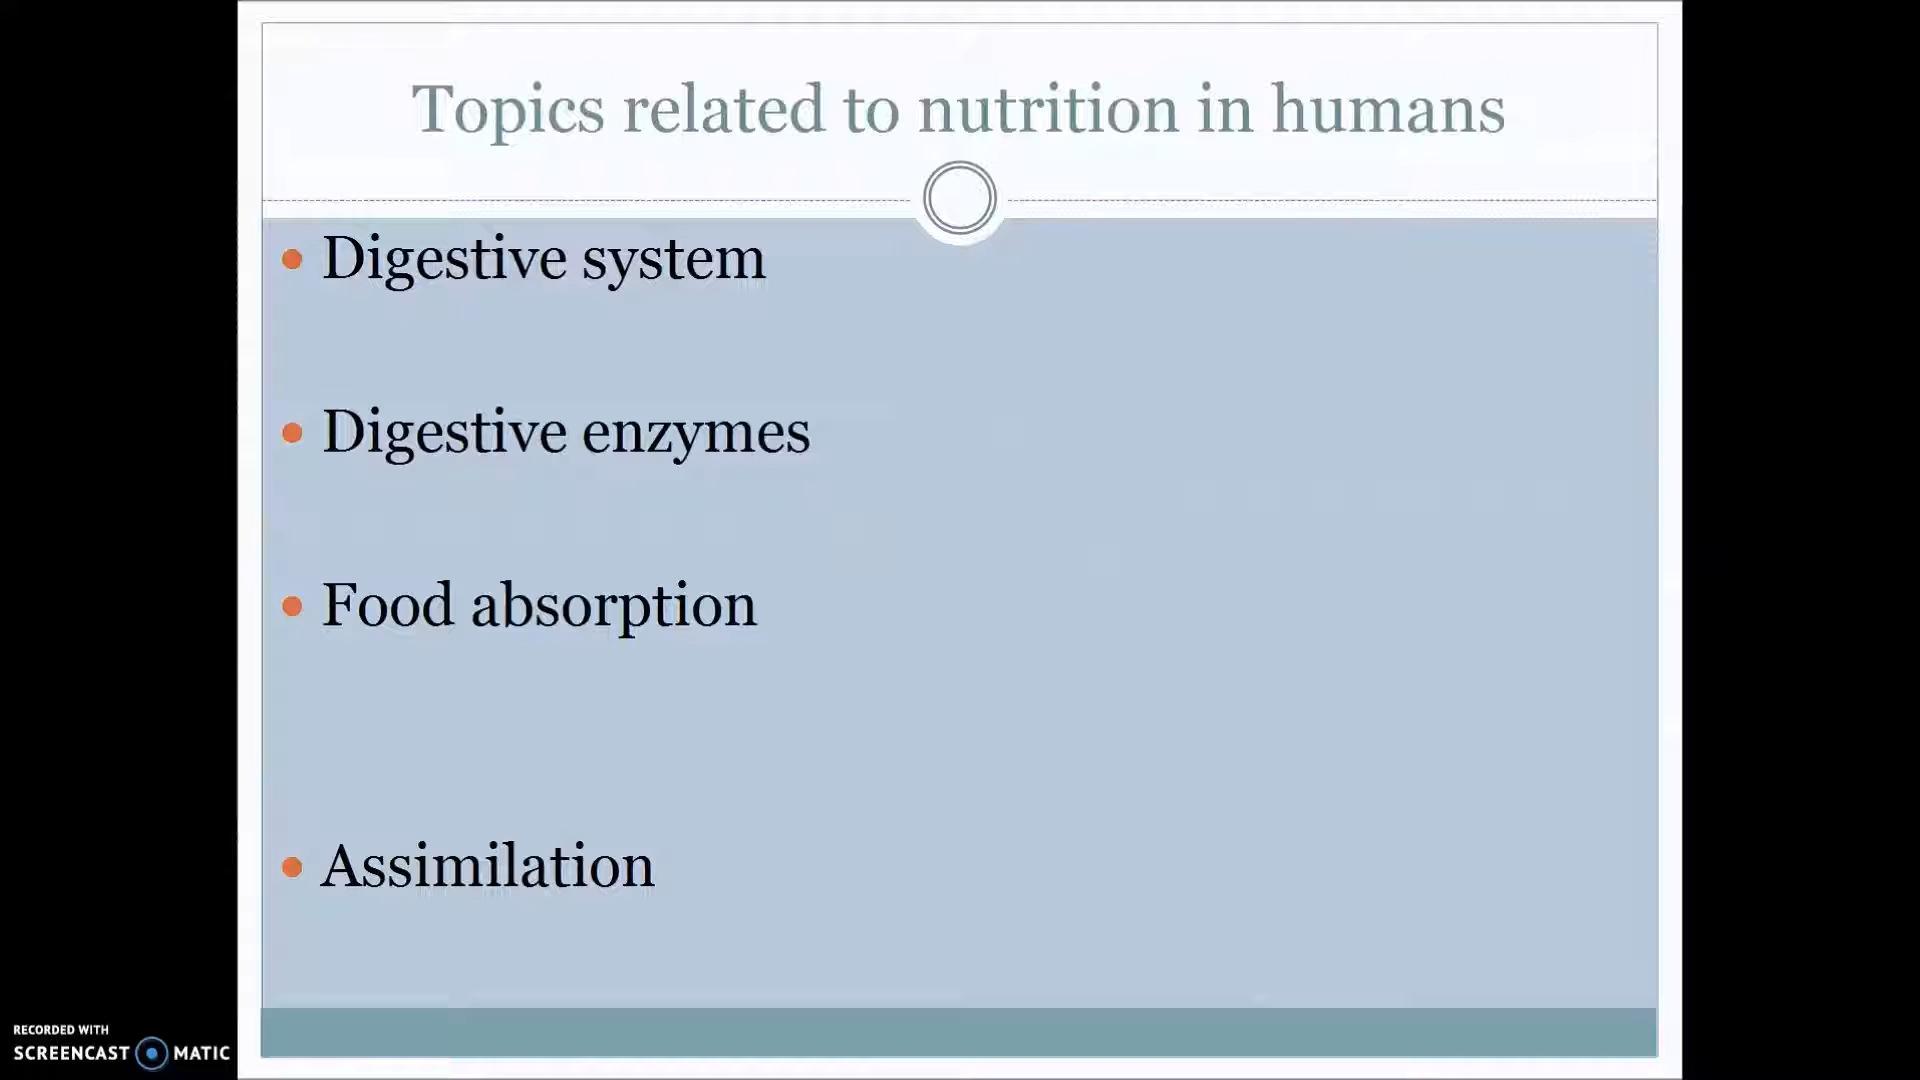 Topics related to nutrition in humans
Digestive system
Digestive enzymes
Food absorption
Assimilation
RECORDED WITH
SCREENCAST MATIC